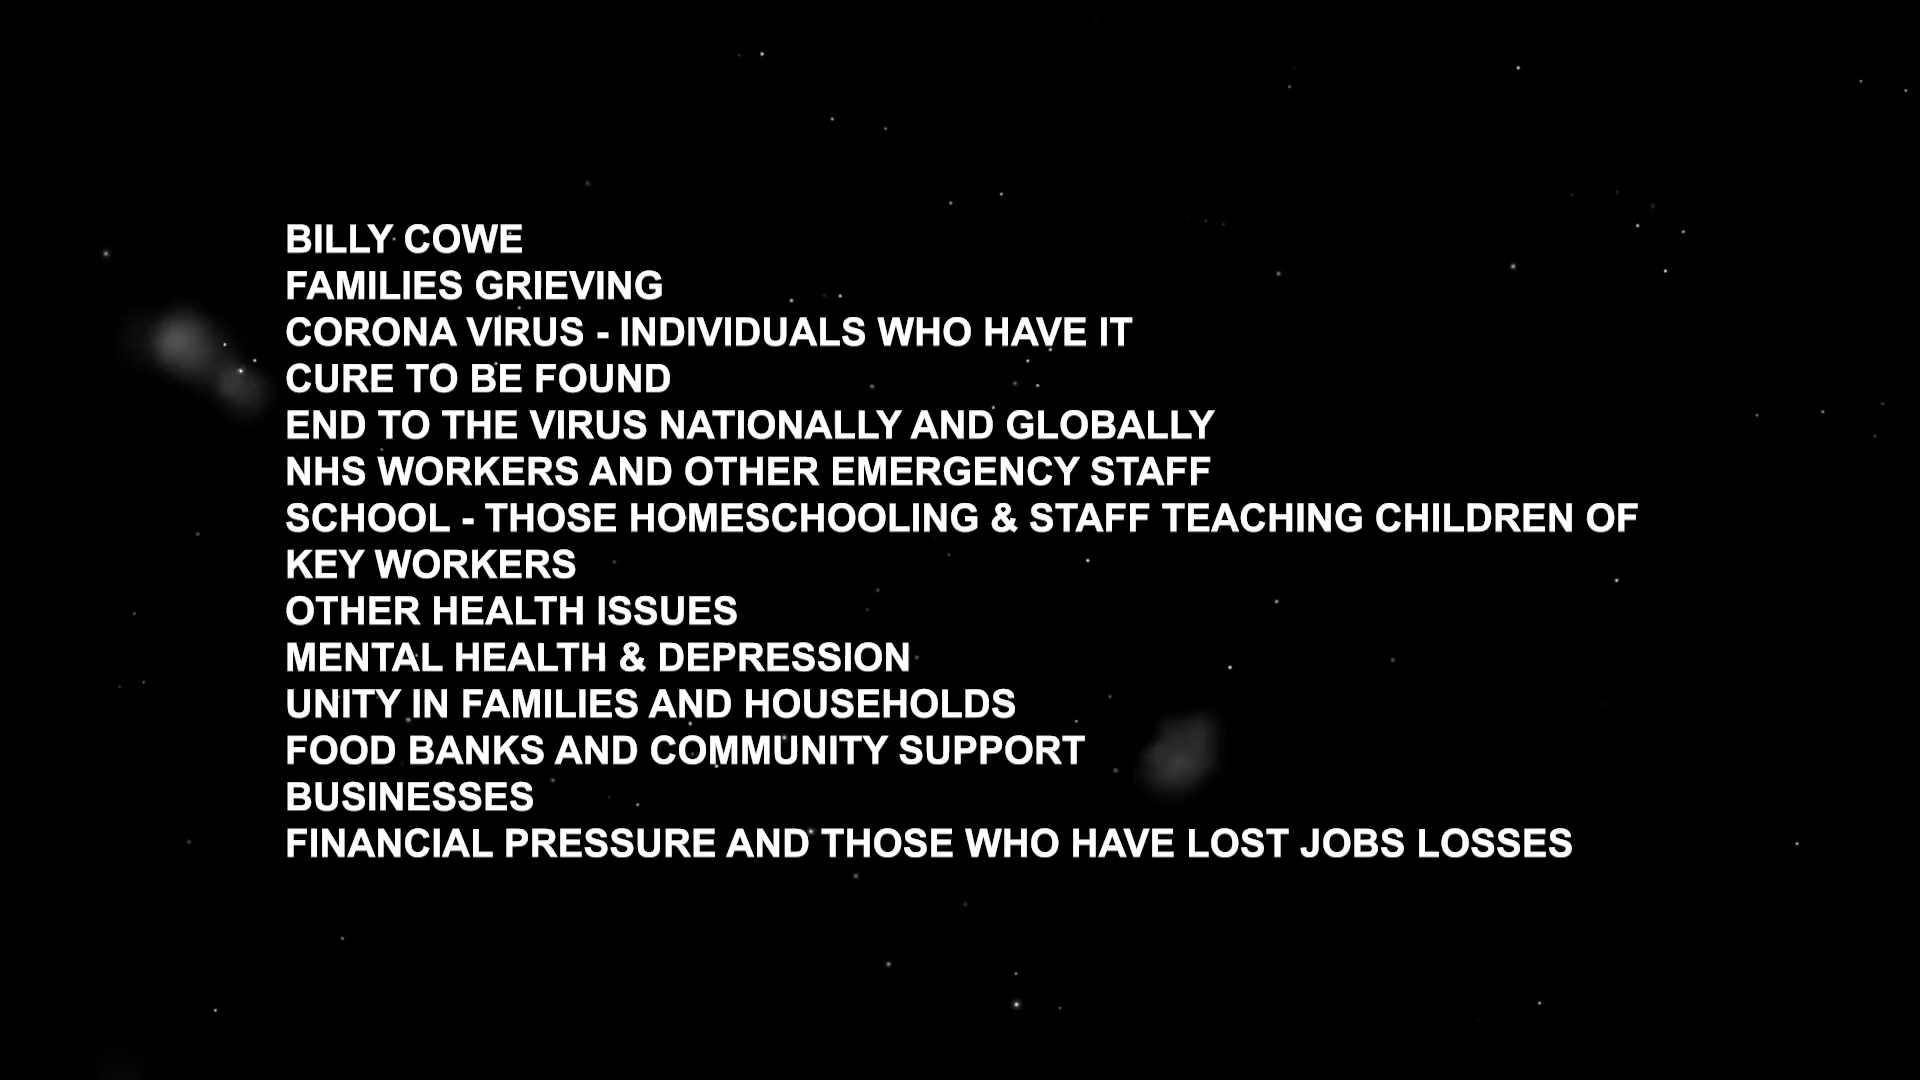 BILLY COWE
FAMILIES GRIEVING
CORONA VIRUS - INDIVIDUALS WHO HAVE IT
CURE TO BE FOUND
END TO THE VIRUS NATIONALLY AND GLOBALLY
NHS WORKERS AND OTHER EMERGENCY STAFF
SCHOOL - THOSE HOMESCHOOLING & STAFF TEACHING CHILDREN OF
KEY WORKERS
OTHER HEALTH ISSUES
MENTAL HEALTH & DEPRESSION
UNITY IN FAMILIES AND HOUSEHOLDS
FOOD BANKS AND COMMUNITY SUPPORT
BUSINESSES
FINANCIAL PRESSURE AND THOSE WHO HAVE LOST JOBS LOSSES